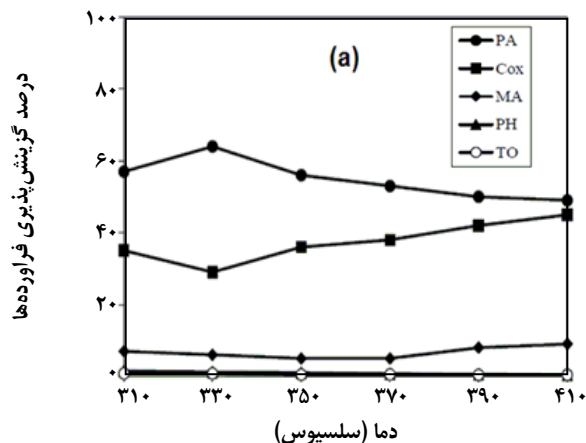 (a)
PA
Cox
MA
PH
TO
۱۰۰
۸۰
۶۰
۴۰
۲۰
۰
درصد گزینش‌پذیری فراورده‌ها
۳۱۰ ۳۳۰ ۳۵۰ ۳۷۰ ۳۹۰ ۴۱۰
دما (سلسیوس)